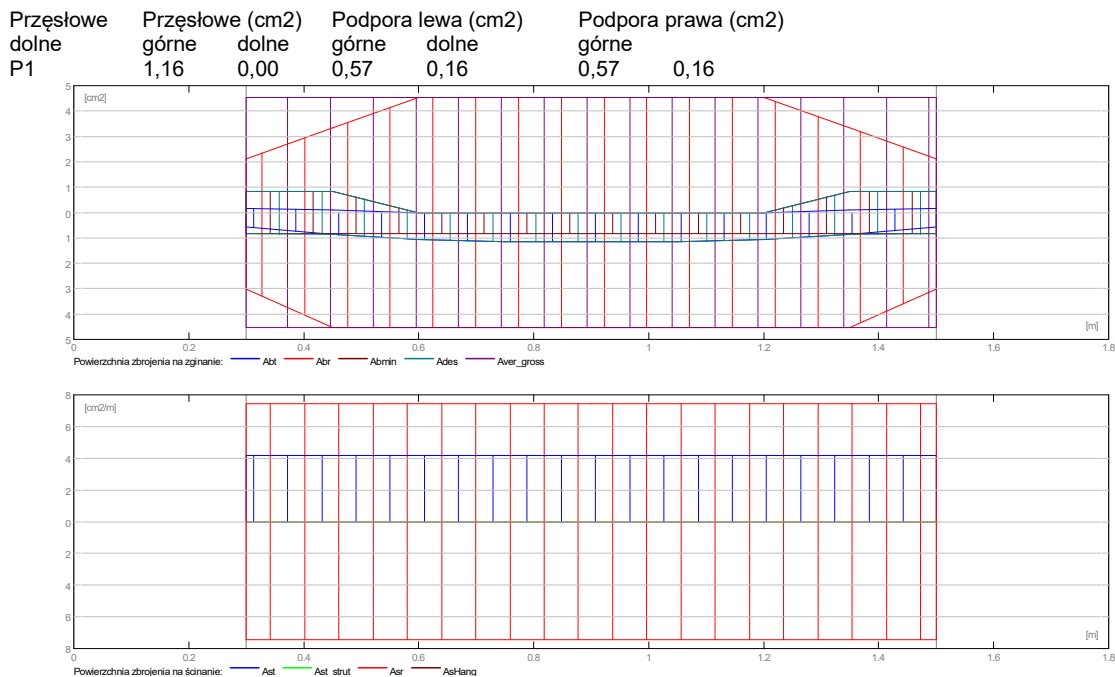 Przęsłowe Przęsłowe (cm2) Podpora lewa (cm2) Podpora prawa (cm2)
dolne górne dolne górne dolne górne
P1 1,16 0,00 0,57 0,16 0,57 0,16
[cm2]
5
4
3
2
1
0
1
2
3
4
5
[m]
0 0.2 0.4 0.6 0.8 1 1.2 1.4 1.6 1.8
Powierzchnia zbrojenia na zginanie: Abt Abr Abmin Ades Aver_gross
[cm2/m]
8
6
4
2
0
2
4
6
8
[m]
0 0.2 0.4 0.6 0.8 1 1.2 1.4 1.6 1.8
Powierzchnia zbrojenia na ścinanie: Ast Ast_strut Asr AsHang